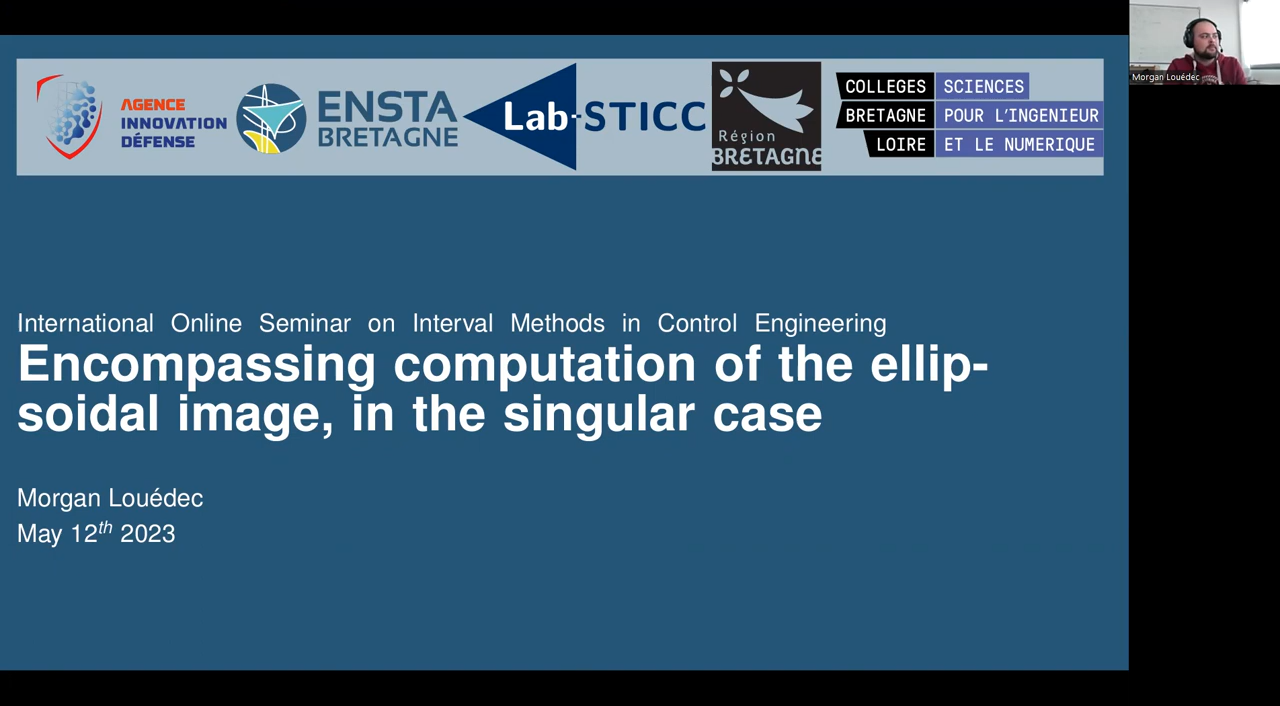 AGENCE
INNOVATION
DÉFENSE
ENSTA
BRETAGNE
Lab-STICC
Région
BRETAGNE
COLLEGES SCIENCES
BRETAGNE POUR L'INGENIEUR
LOIRE ET LE NUMERIQUE
Morgan Louédec
International Online Seminar on Interval Methods in Control Engineering
Encompassing computation of the ellip-
soidal image, in the singular case
Morgan Louédec
May 12th 2023